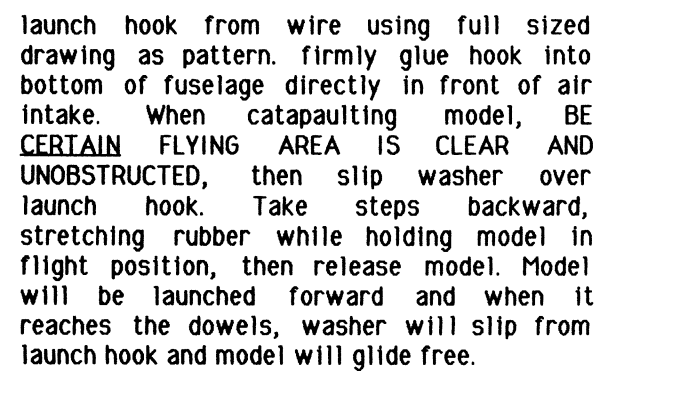 launch hook from wire using full sized
drawing as pattern. firmly glue hook into
bottom of fuselage directly in front of air
intake. When catapaulting model, BE
CERTAIN FLYING AREA IS CLEAR AND
UNOBSTRUCTED, then slip washer over
launch hook. Take steps backward,
stretching rubber while holding model in
flight position, then release model. Model
will be launched forward and when it
reaches the dowels, washer will slip from
launch hook and model will glide free.